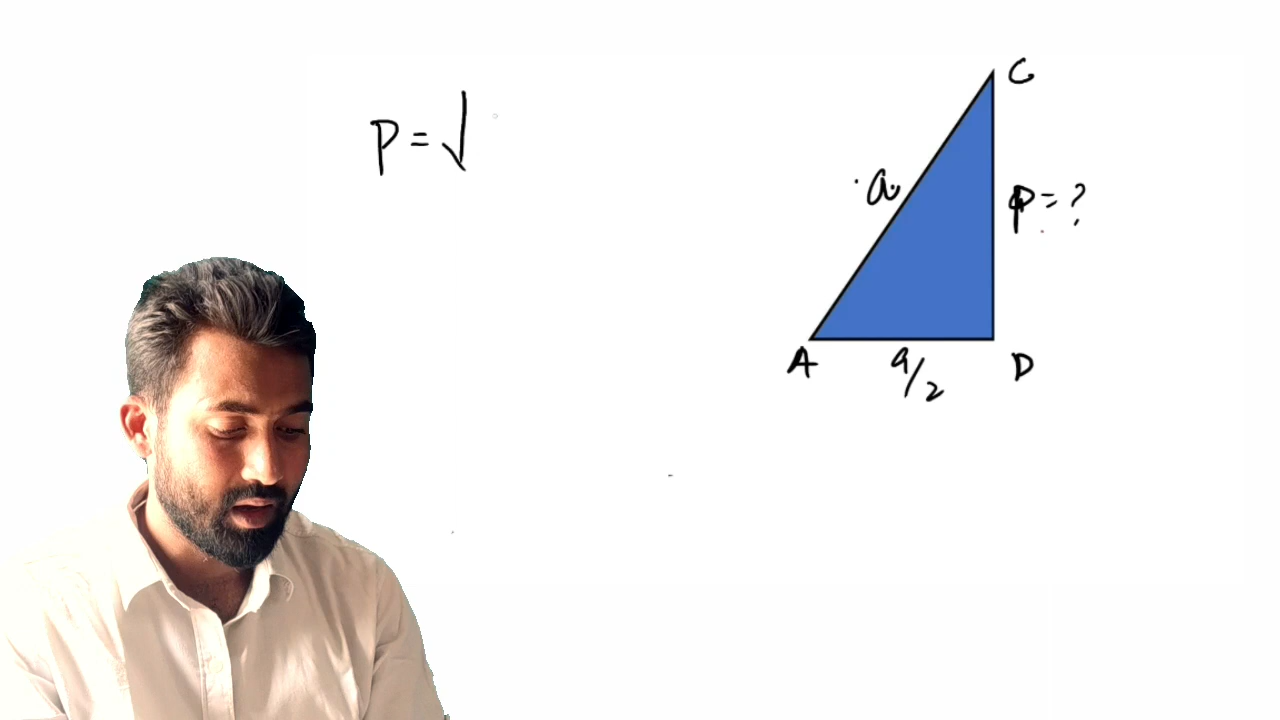 C
P = √
a
P = ?
A
a/2
D